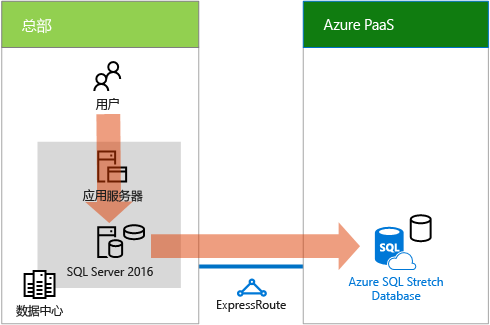 总部
Azure PaaS
用户
应用服务器
SQL Server 2016
数据中心
ExpressRoute
SQL
Azure SQL Stretch
Database